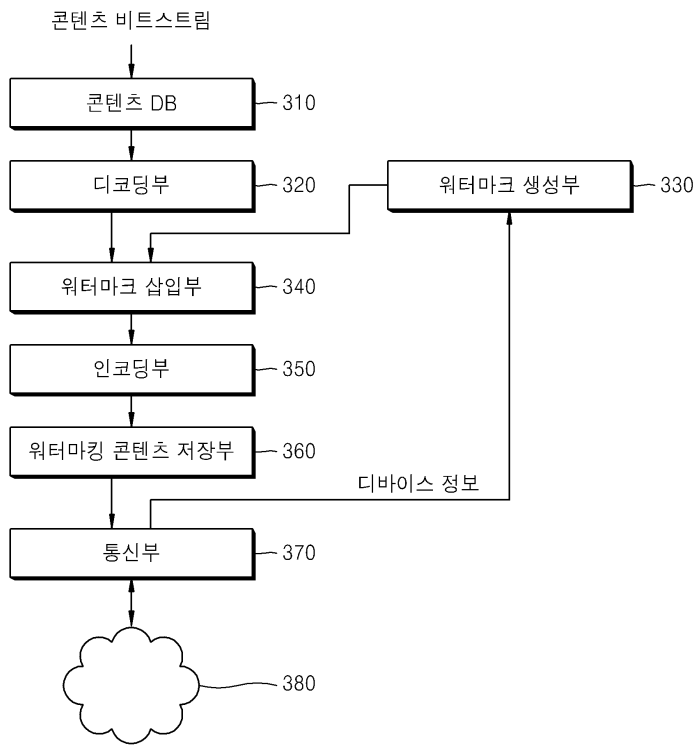 콘텐츠 비트스트림
콘텐츠 DB 310
디코딩부 320
워터마크 생성부 330
워터마크 삽입부 340
인코딩부 350
워터마킹 콘텐츠 저장부 360
디바이스 정보
통신부 370
380